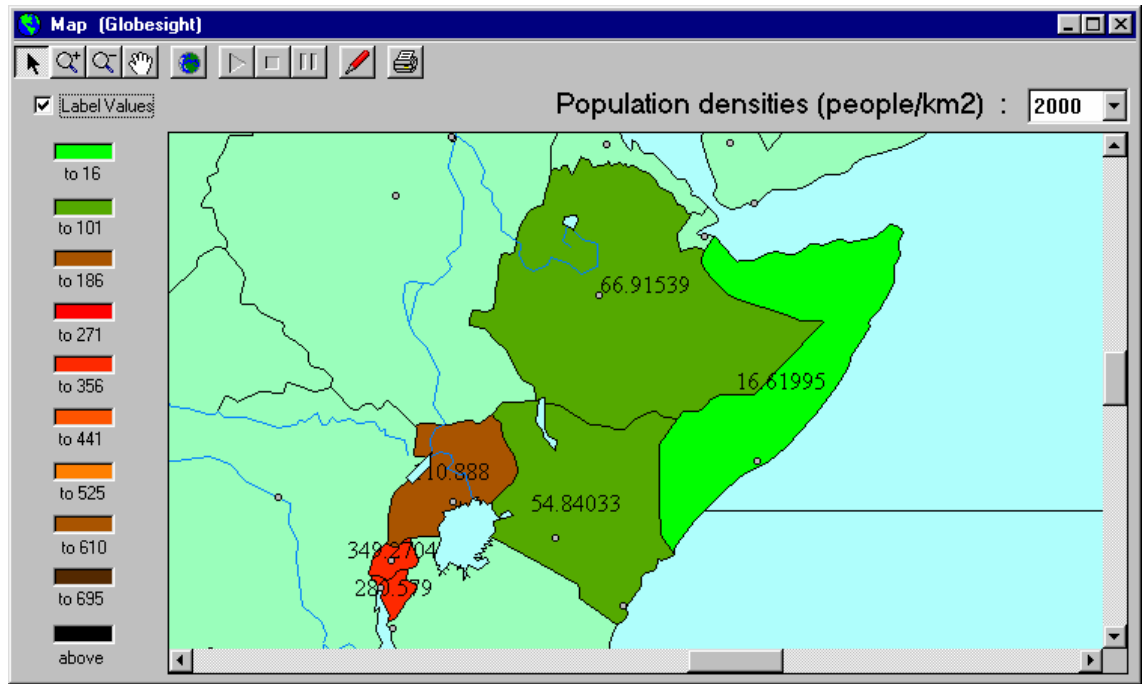 Map (Globesight)
Label Values
Population densities (people/km2) : 2000
to 16
to 101
to 186
to 271
to 356
to 441
to 525
to 610
to 695
above
66.91539
16.61995
10.888
54.84033
349.2704
280.579